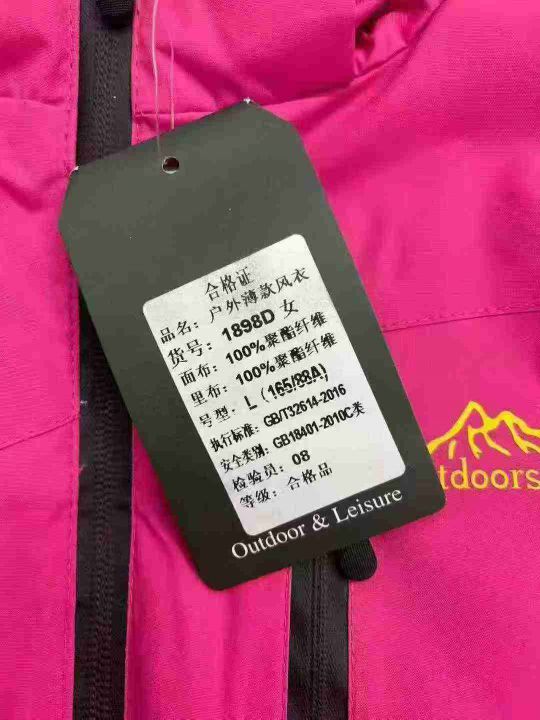 合格证
品名：户外薄款风衣
货号：1898D 女
面布：100%聚酯纤维
里布：100%聚酯纤维
号型：L（165/88A）
执行标准：GB/T32614-2016
安全类别：GB18401-2010C类
检验员：08
等级：合格品
Outdoor & Leisure
tdoors